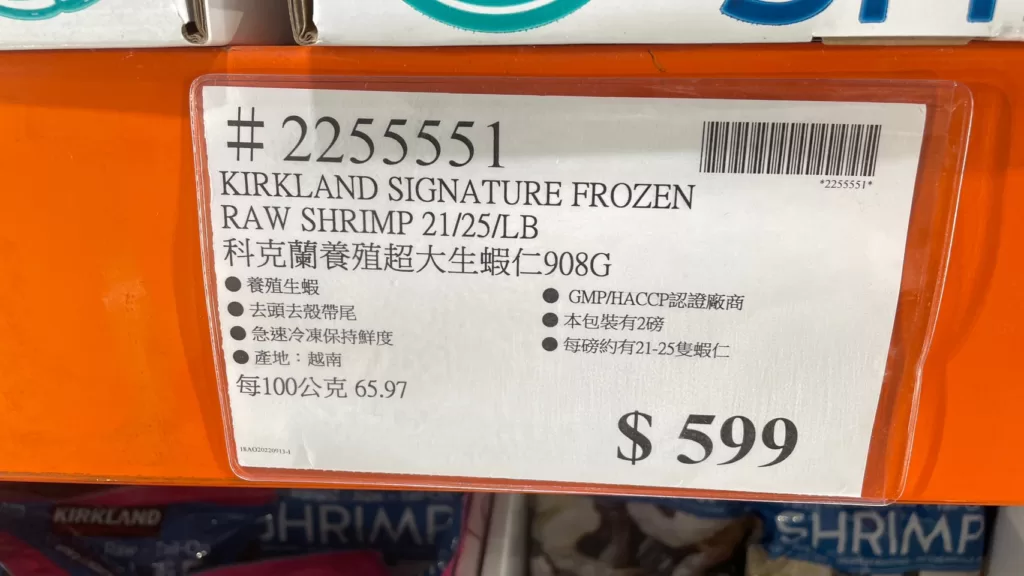 # 2255551
*2255551*
KIRKLAND SIGNATURE FROZEN
RAW SHRIMP 21/25/LB
科克蘭養殖超大生蝦仁908G
● 養殖生蝦
● 去頭去殼帶尾
● 急速冷凍保持鮮度
● 產地：越南
● GMP/HACCP認證廠商
● 本包裝有2磅
● 每磅約有21-25隻蝦仁
每100公克 65.97
$ 599
KIRKLAND
SHRIMP
SHRIMP